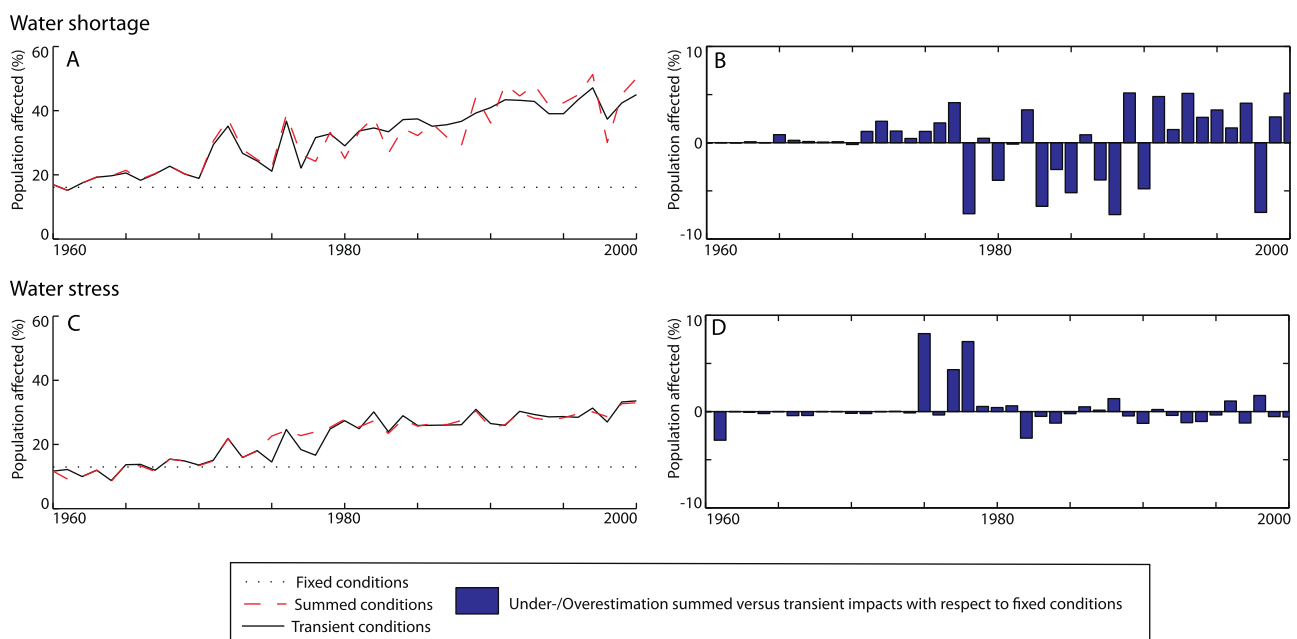 Water shortage
A
Population affected (%)
60
40
20
0
1960
1980
2000
B
Population affected (%)
10
0
-10
1960
1980
2000
Water stress
C
Population affected (%)
60
40
20
0
1960
1980
2000
D
Population affected (%)
10
0
-10
1960
1980
2000
Fixed conditions
Summed conditions
Transient conditions
Under-/Overestimation summed versus transient impacts with respect to fixed conditions